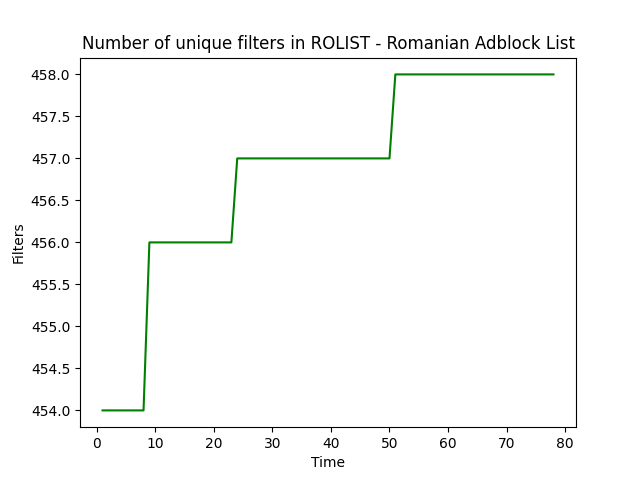 Number of unique filters in ROLIST - Romanian Adblock List
458.0
457.5
457.0
456.5
456.0
455.5
455.0
454.5
454.0
Filters
0 10 20 30 40 50 60 70 80
Time